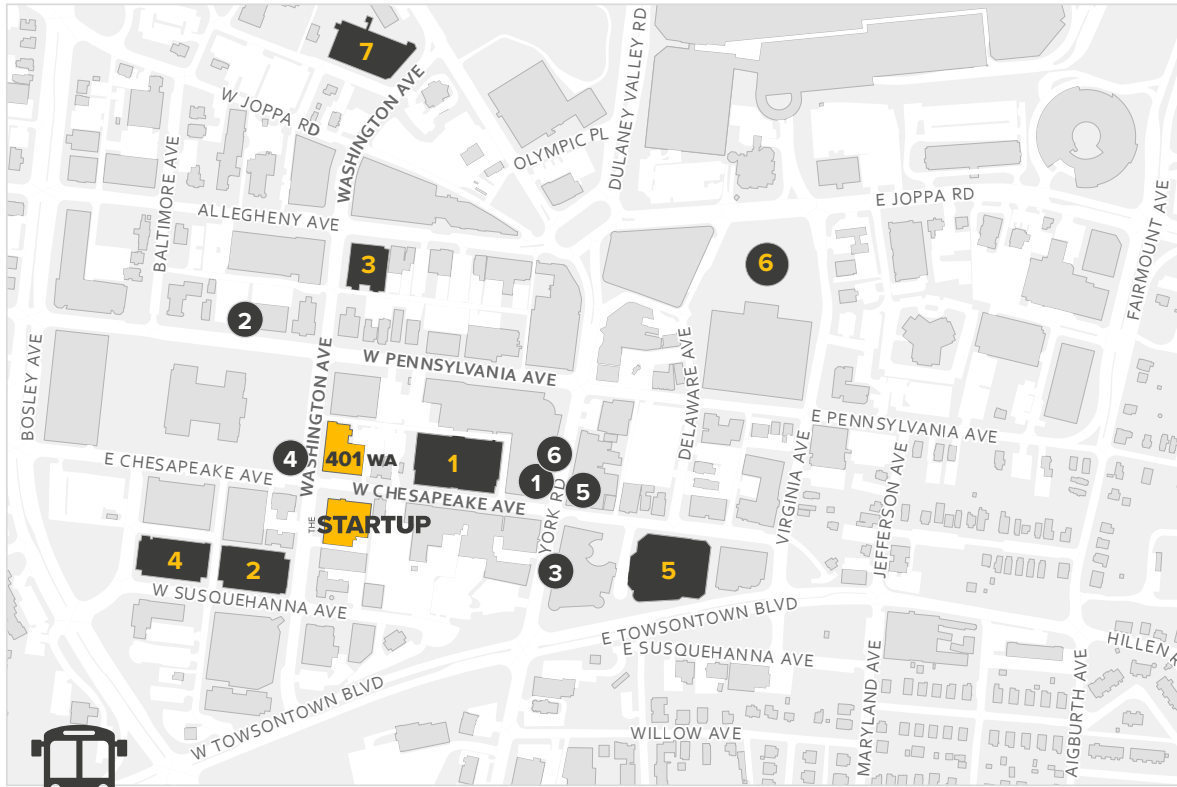 7
DULANEY VALLEY RD
W JOPPA RD
WASHINGTON AVE
OLYMPIC PL
BALTIMORE AVE
ALLEGHENY AVE
E JOPPA RD
FAIRMOUNT AVE
3
6
2
BOSLEY AVE
W PENNSYLVANIA AVE
DELAWARE AVE
WASHINGTON AVE
E PENNSYLVANIA AVE
401 WA
4
1
6
E CHESAPEAKE AVE
W CHESAPEAKE AVE
1
5
YORK RD
VIRGINIA AVE
JEFFERSON AVE
THE
STARTUP
4
2
3
5
W SUSQUEHANNA AVE
E TOWSONTOWN BLVD
E SUSQUEHANNA AVE
HILLEN
W TOWSONTOWN BLVD
WILLOW AVE
MARYLAND AVE
AIGBURTH AVE